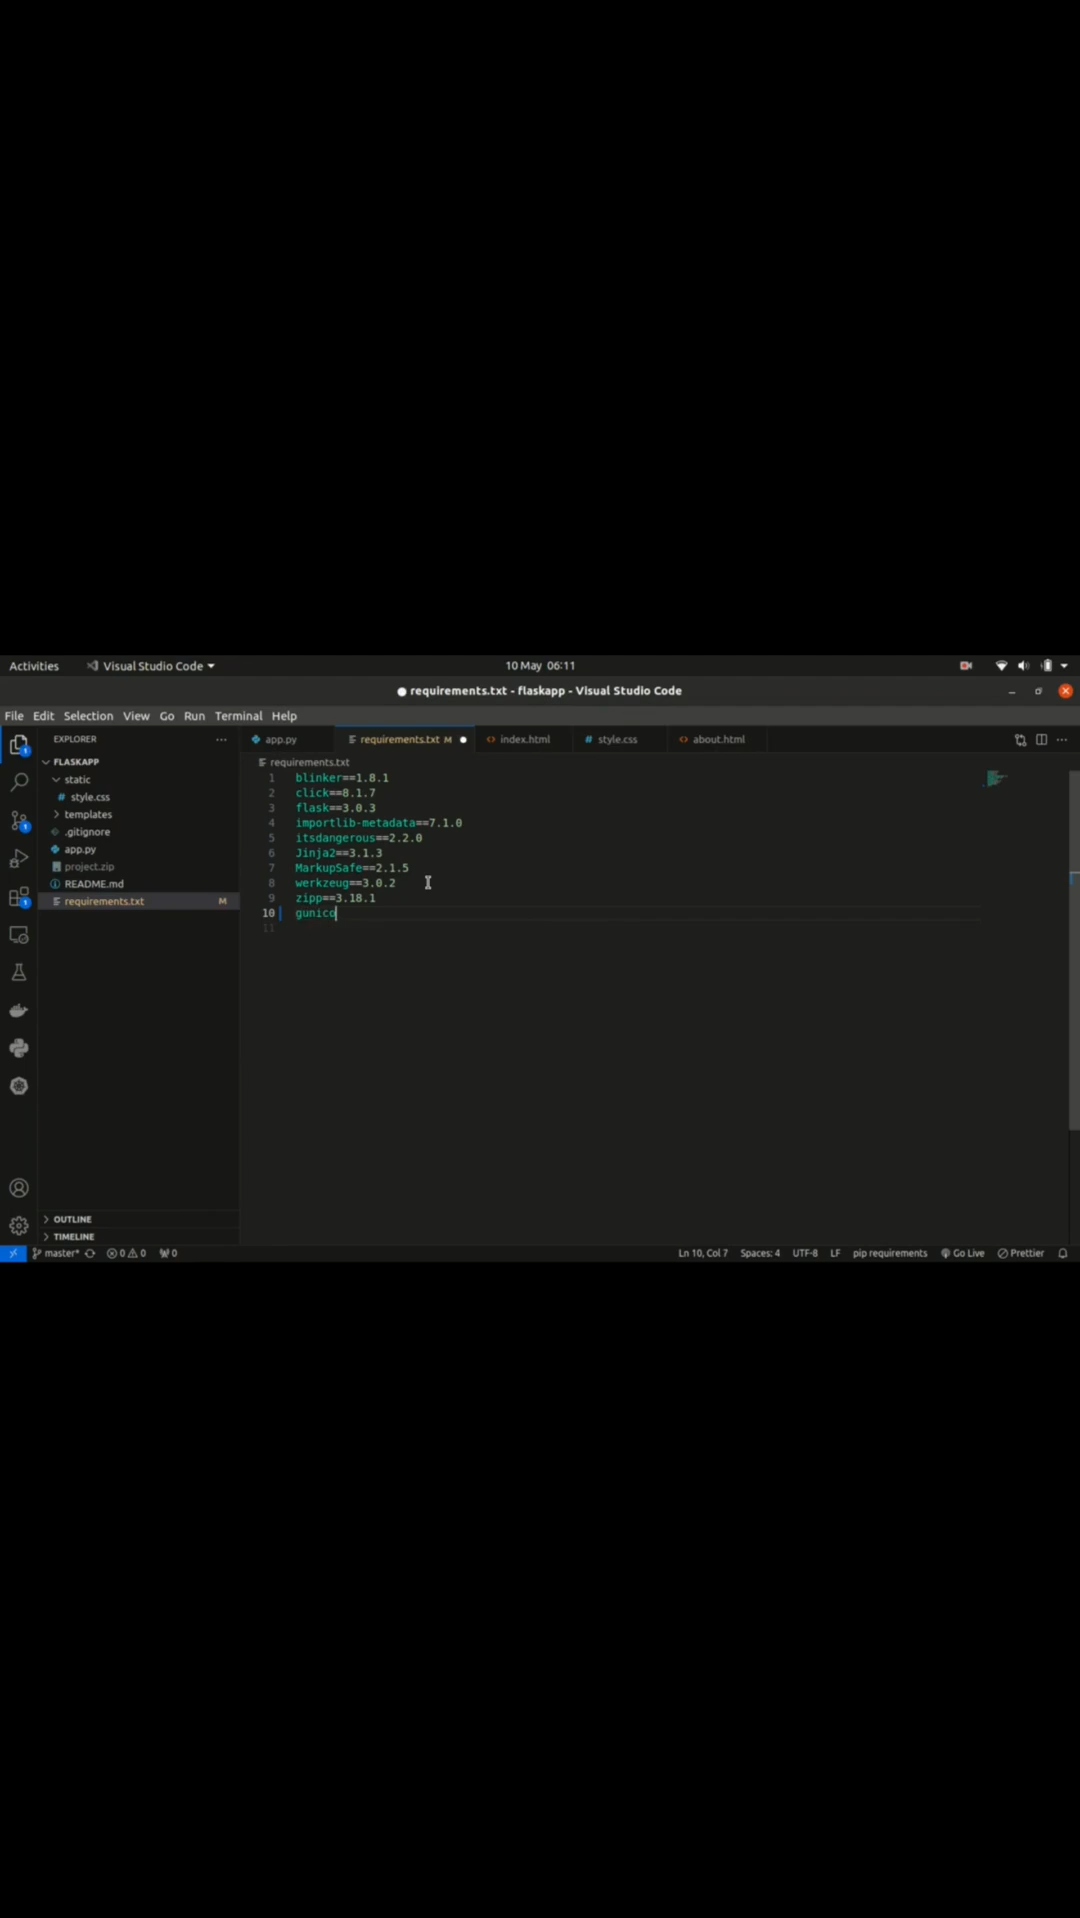 Activities Visual Studio Code 10 May 06:11
requirements.txt - flaskapp - Visual Studio Code
File Edit Selection View Go Run Terminal Help
EXPLORER
app.py requirements.txt M index.html style.css about.html
FLASKAPP
static
style.css
templates
.gitignore
app.py
project.zip
README.md
requirements.txt M
requirements.txt
1 blinker==1.8.1
2 click==8.1.7
3 flask==3.0.3
4 importlib-metadata==7.1.0
5 itsdangerous==2.2.0
6 Jinja2==3.1.3
7 MarkupSafe==2.1.5
8 werkzeug==3.0.2
9 zipp==3.18.1
10 gunico
11
1
1
1
OUTLINE
TIMELINE
master* 0 0 0 Ln 10, Col 7 Spaces: 4 UTF-8 LF pip requirements Go Live Prettier